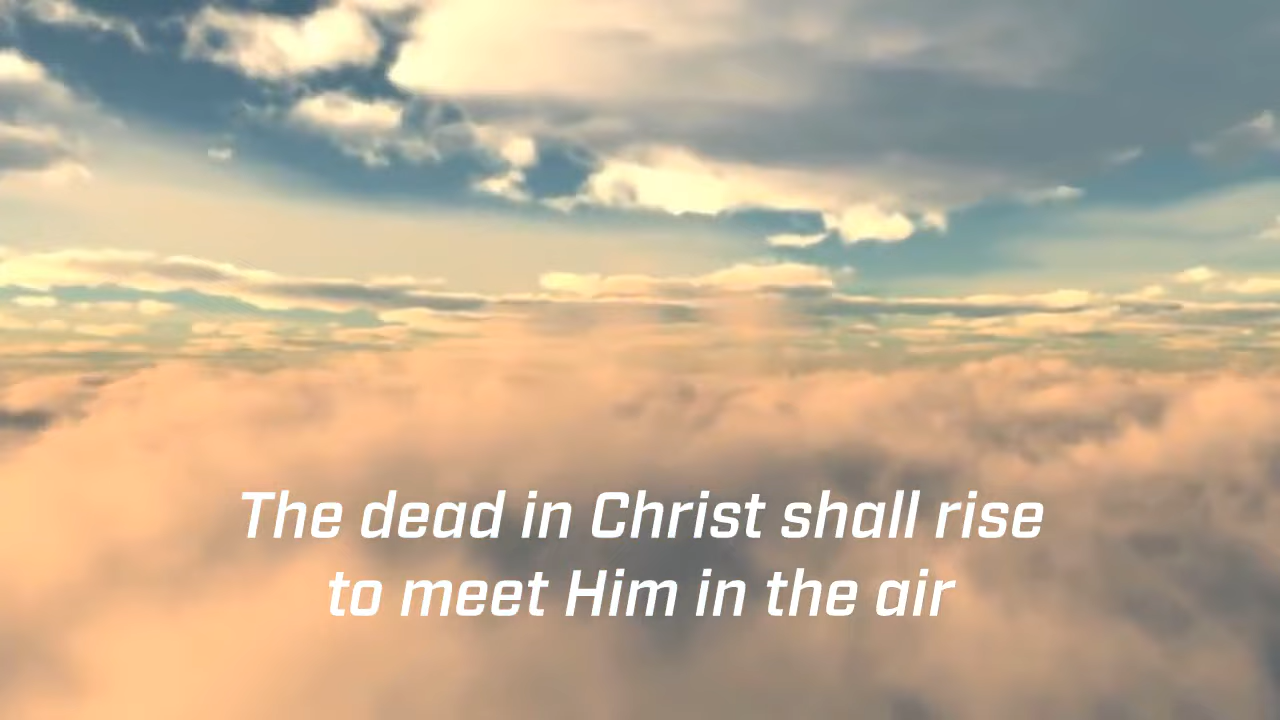 The dead in Christ shall rise
to meet Him in the air